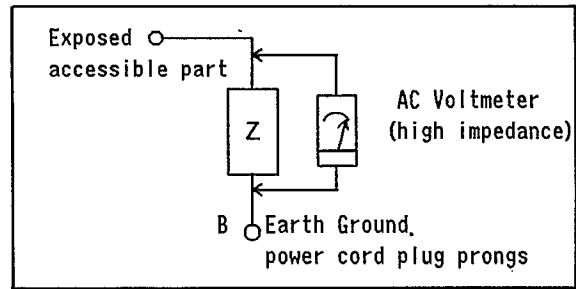 Exposed
accessible part
Z
AC Voltmeter
(high impedance)
B Earth Ground.
power cord plug prongs